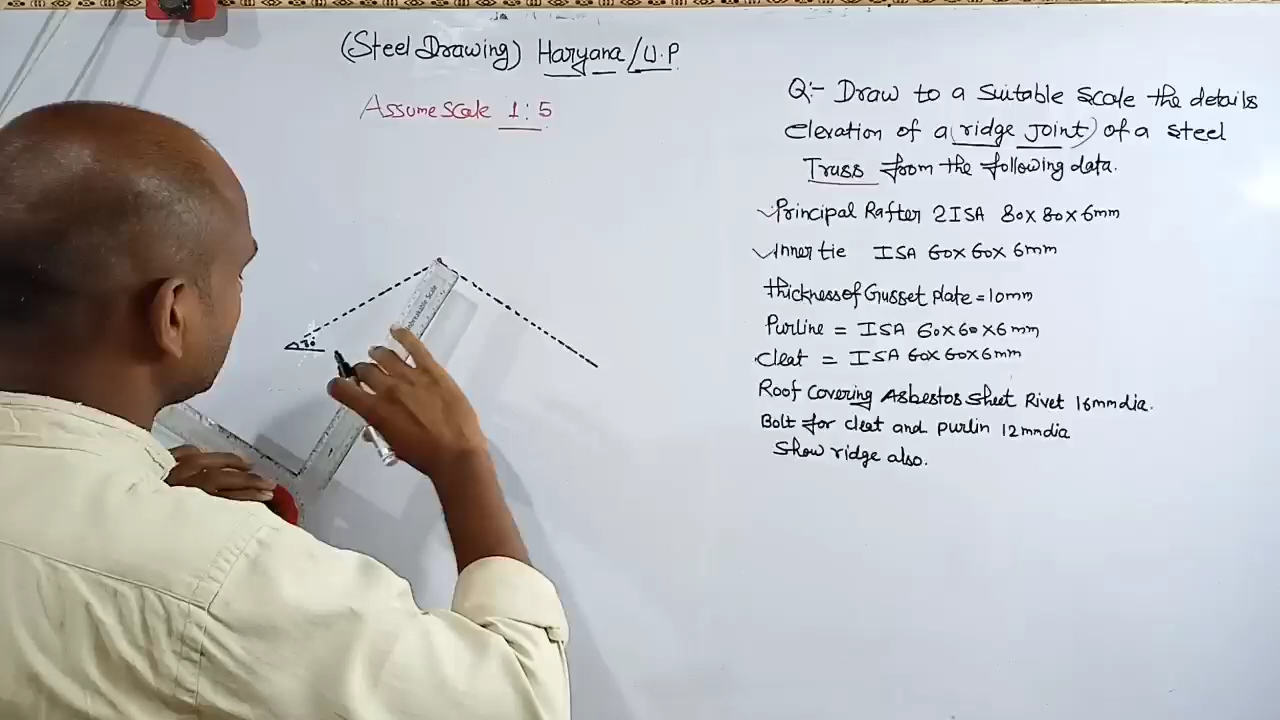 (Steel Drawing) Haryana/U.P
Assume Scale 1:5
30°
Unbreakable Scale
Q:- Draw to a Suitable Scale the details
elevation of a (ridge joint) of a steel
Truss from the following data.
Principal Rafter 2ISA 80x80x6mm
Inner tie ISA 60x60x6mm
thickness of Gusset plate = 10mm
Purline = ISA 60x60x6mm
Cleat = ISA 60x60x6mm
Roof Covering Asbestos Sheet Rivet 16mm dia.
Bolt for cleat and purlin 12mm dia
Show ridge also.